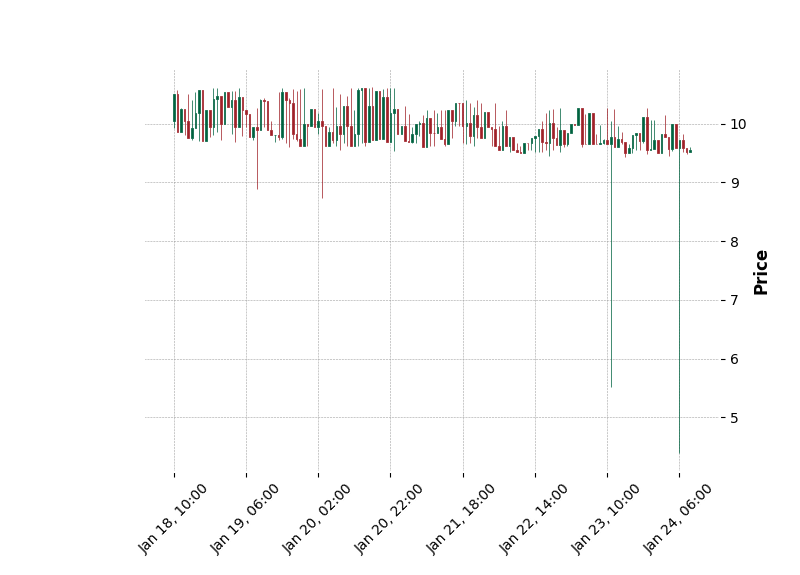 10
9
8
7
6
5
Price
Jan 18, 10:00
Jan 19, 06:00
Jan 20, 02:00
Jan 20, 22:00
Jan 21, 18:00
Jan 22, 14:00
Jan 23, 10:00
Jan 24, 06:00